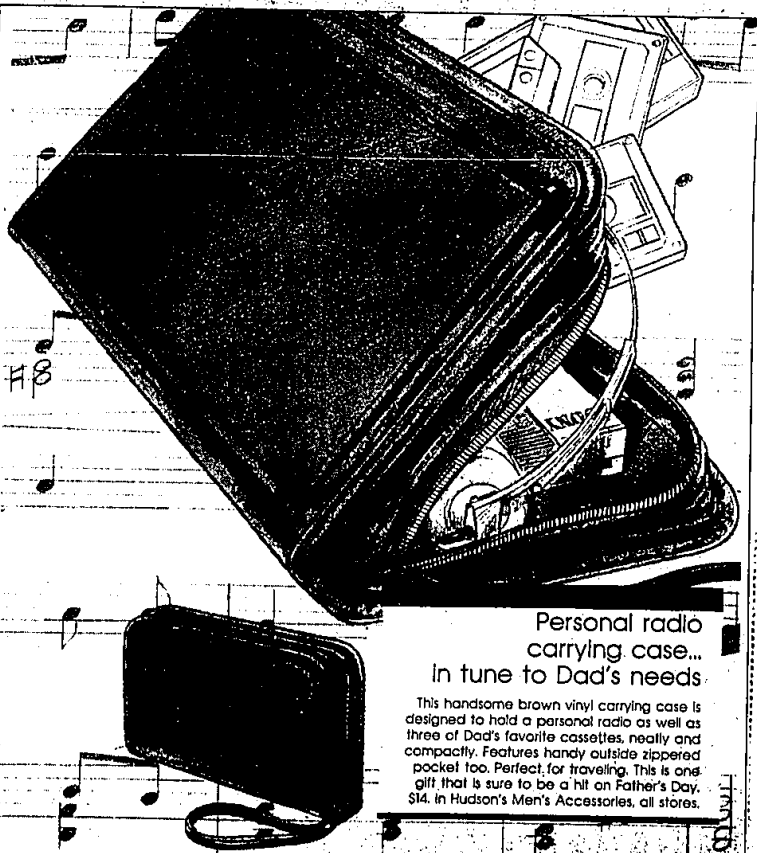 Personal radio
carrying case...
in tune to Dad's needs
This handsome brown vinyl carrying case is
designed to hold a personal radio as well as
three of Dad's favorite cassettes, neatly and
compactly. Features handy outside zippered
pocket too. Perfect for traveling. This is one
gift that is sure to be a hit on Father's Day.
$14. in Hudson's Men's Accessories, all stores.